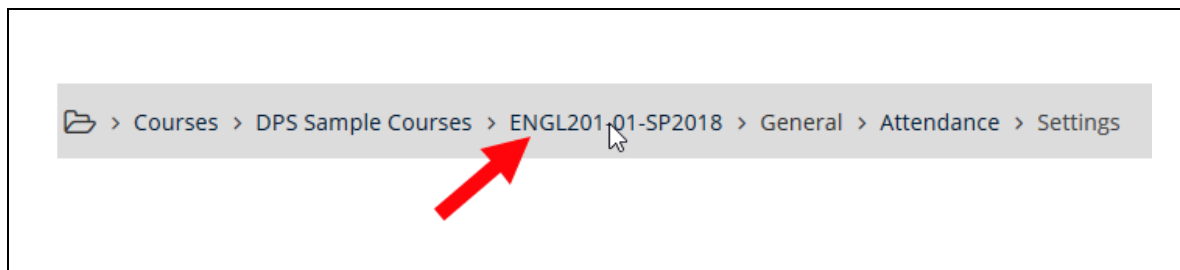 > Courses > DPS Sample Courses > ENGL201-01-SP2018 > General > Attendance > Settings